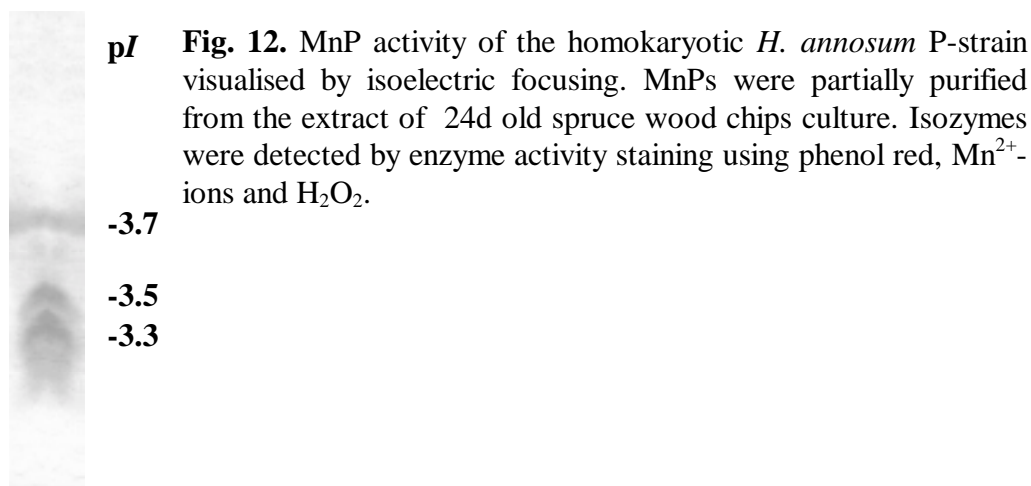 pI
Fig. 12. MnP activity of the homokaryotic H. annosum P-strain
visualised by isoelectric focusing. MnPs were partially purified
from the extract of 24d old spruce wood chips culture. Isozymes
were detected by enzyme activity staining using phenol red, Mn²⁺-
ions and H₂O₂.
-3.7
-3.5
-3.3